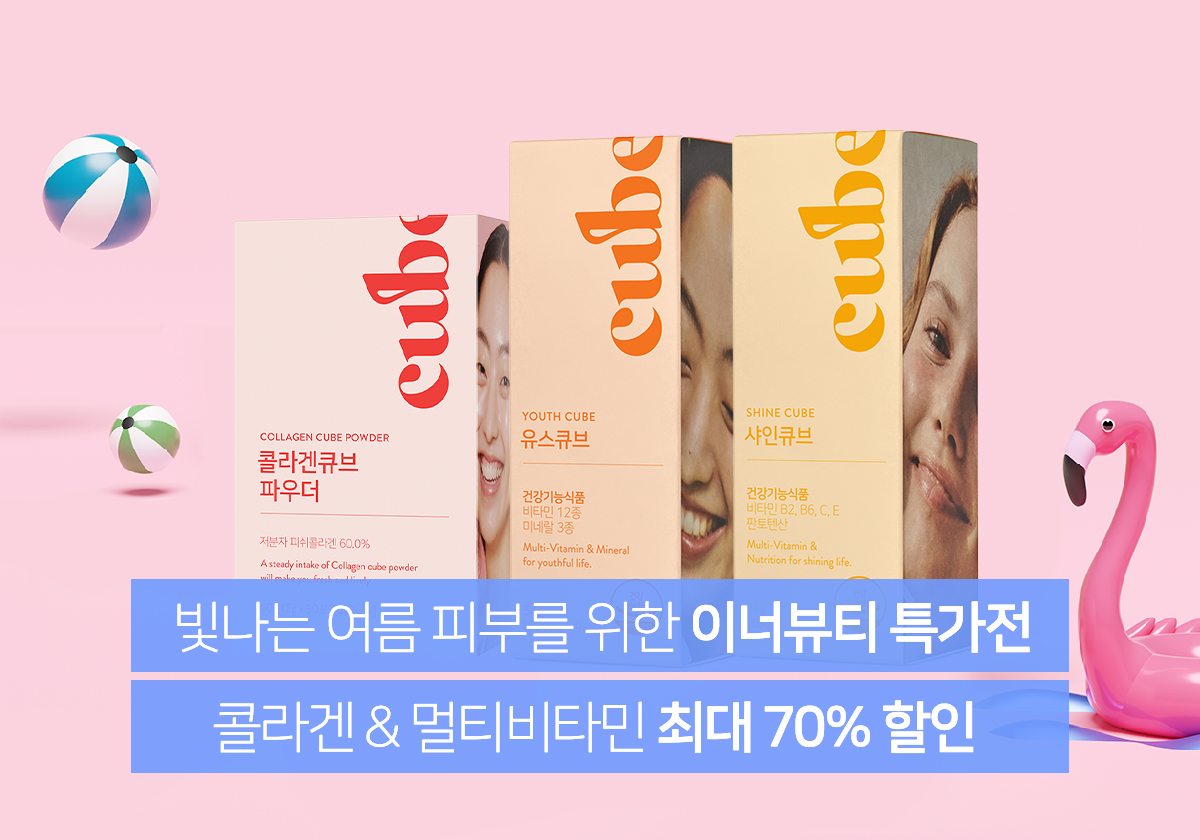 cube
COLLAGEN CUBE POWDER
콜라겐큐브
파우더
저분자 피쉬콜라겐 60.0%
A steady intake of Collagen cube powder
cube
YOUTH CUBE
유스큐브
건강기능식품
비타민 12종
미네랄 3종
Multi-Vitamin & Mineral
for youthful life.
cube
SHINE CUBE
샤인큐브
건강기능식품
비타민 B2, B6, C, E
판토텐산
Multi-Vitamin &
Nutrition for shining life.
빛나는 여름 피부를 위한 이너뷰티 특가전
콜라겐 & 멀티비타민 최대 70% 할인